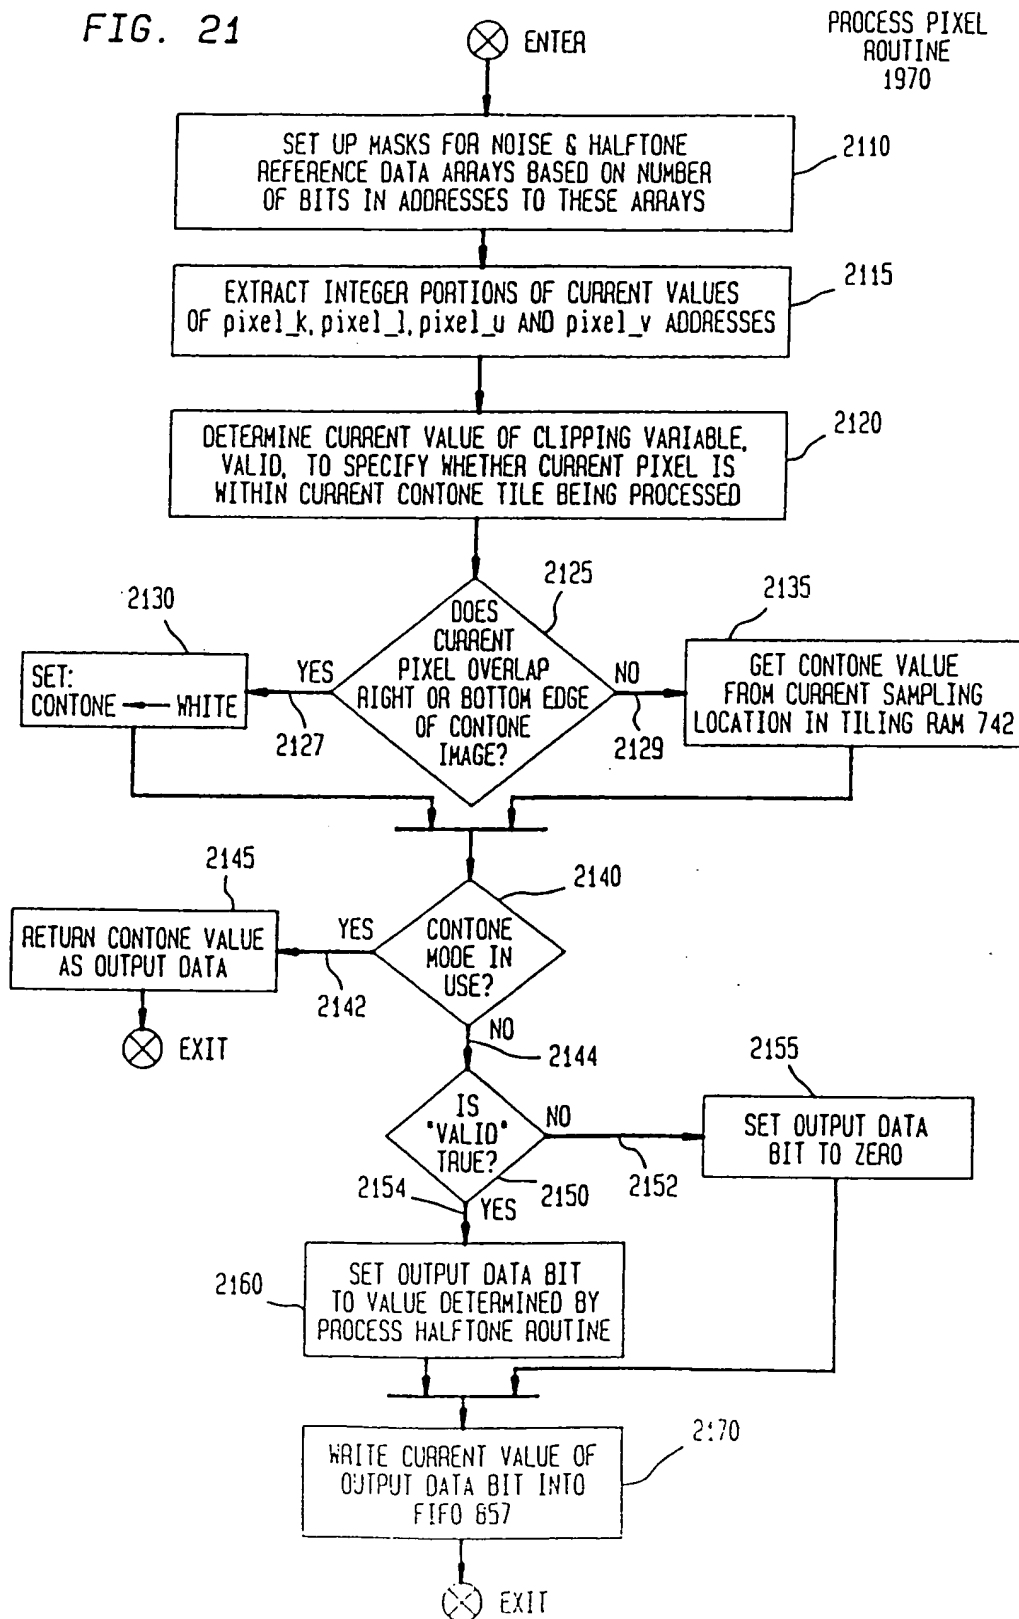 FIG. 21
PROCESS PIXEL
ROUTINE
1970
ENTER
SET UP MASKS FOR NOISE & HALFTONE
REFERENCE DATA ARRAYS BASED ON NUMBER
OF BITS IN ADDRESSES TO THESE ARRAYS
2110
EXTRACT INTEGER PORTIONS OF CURRENT VALUES
OF pixel_k, pixel_l, pixel_u AND pixel_v ADDRESSES
2115
DETERMINE CURRENT VALUE OF CLIPPING VARIABLE,
VALID, TO SPECIFY WHETHER CURRENT PIXEL IS
WITHIN CURRENT CONTONE TILE BEING PROCESSED
2120
DOES
CURRENT
PIXEL OVERLAP
RIGHT OR BOTTOM EDGE
OF CONTONE
IMAGE?
2125
YES
2127
2130
SET:
CONTONE ← WHITE
NO
2129
2135
GET CONTONE VALUE
FROM CURRENT SAMPLING
LOCATION IN TILING RAM 742
CONTONE
MODE IN
USE?
2140
YES
2142
2145
RETURN CONTONE VALUE
AS OUTPUT DATA
EXIT
NO
2144
IS
"VALID"
TRUE?
2150
NO
2152
2155
SET OUTPUT DATA
BIT TO ZERO
2154
YES
2160
SET OUTPUT DATA BIT
TO VALUE DETERMINED BY
PROCESS HALFTONE ROUTINE
WRITE CURRENT VALUE OF
OUTPUT DATA BIT INTO
FIFO 857
2170
EXIT